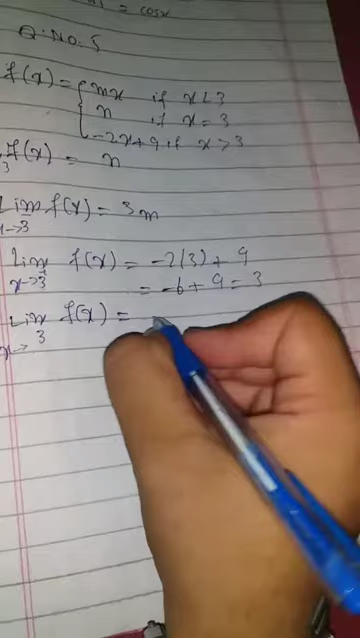 = cosx
Q.No. 5
f(x) = { mx if x < 3
n if x = 3
-2x+9 if x > 3
f(x) = n
3
Lim f(x) = 3m
x→3⁻
Lim f(x) = -2(3) + 9
x→3⁺
= -6 + 9 = 3
Lim f(x) =
x→3